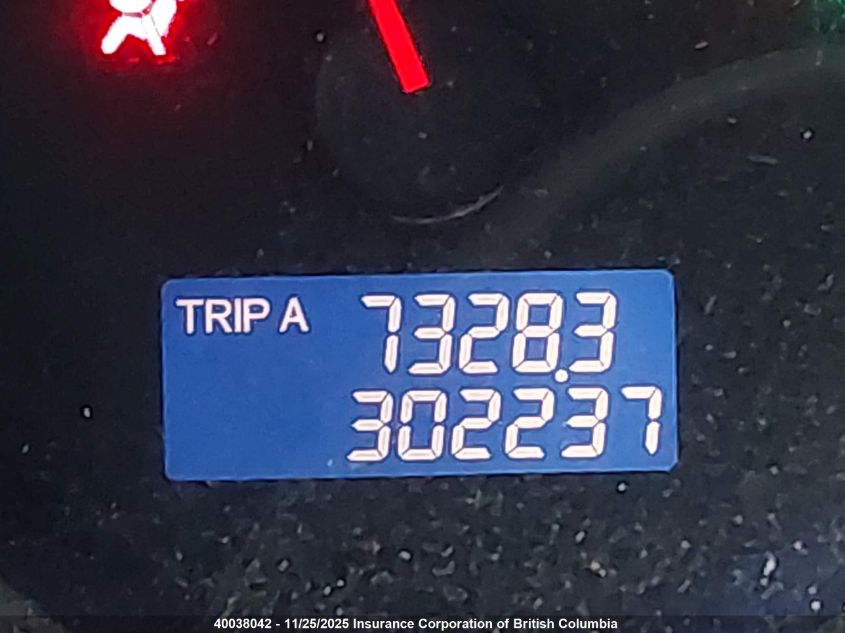 TRIP A 7328.3
302237
40038042 - 11/25/2025 Insurance Corporation of British Columbia